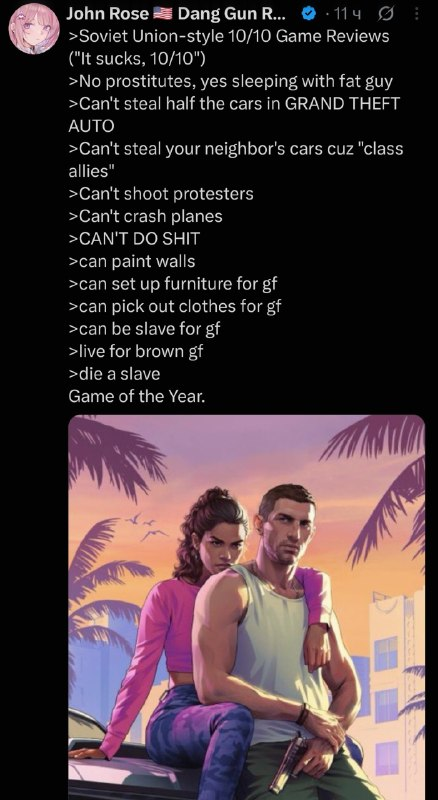 John Rose 🇺🇸 Dang Gun R... · 11 ч
>Soviet Union-style 10/10 Game Reviews
("It sucks, 10/10")
>No prostitutes, yes sleeping with fat guy
>Can't steal half the cars in GRAND THEFT
AUTO
>Can't steal your neighbor's cars cuz "class
allies"
>Can't shoot protesters
>Can't crash planes
>CAN'T DO SHIT
>can paint walls
>can set up furniture for gf
>can pick out clothes for gf
>can be slave for gf
>live for brown gf
>die a slave
Game of the Year.